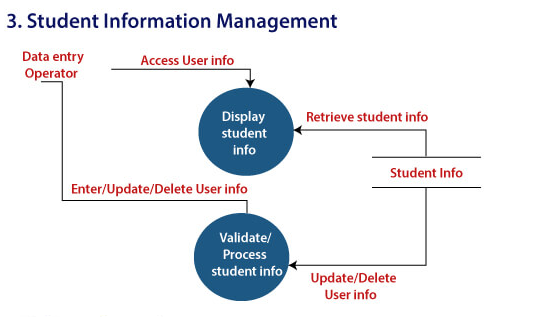 3. Student Information Management
Data entry
Operator
Access User info
Display
student
info
Retrieve student info
Student Info
Enter/Update/Delete User info
Validate/
Process
student info
Update/Delete
User info